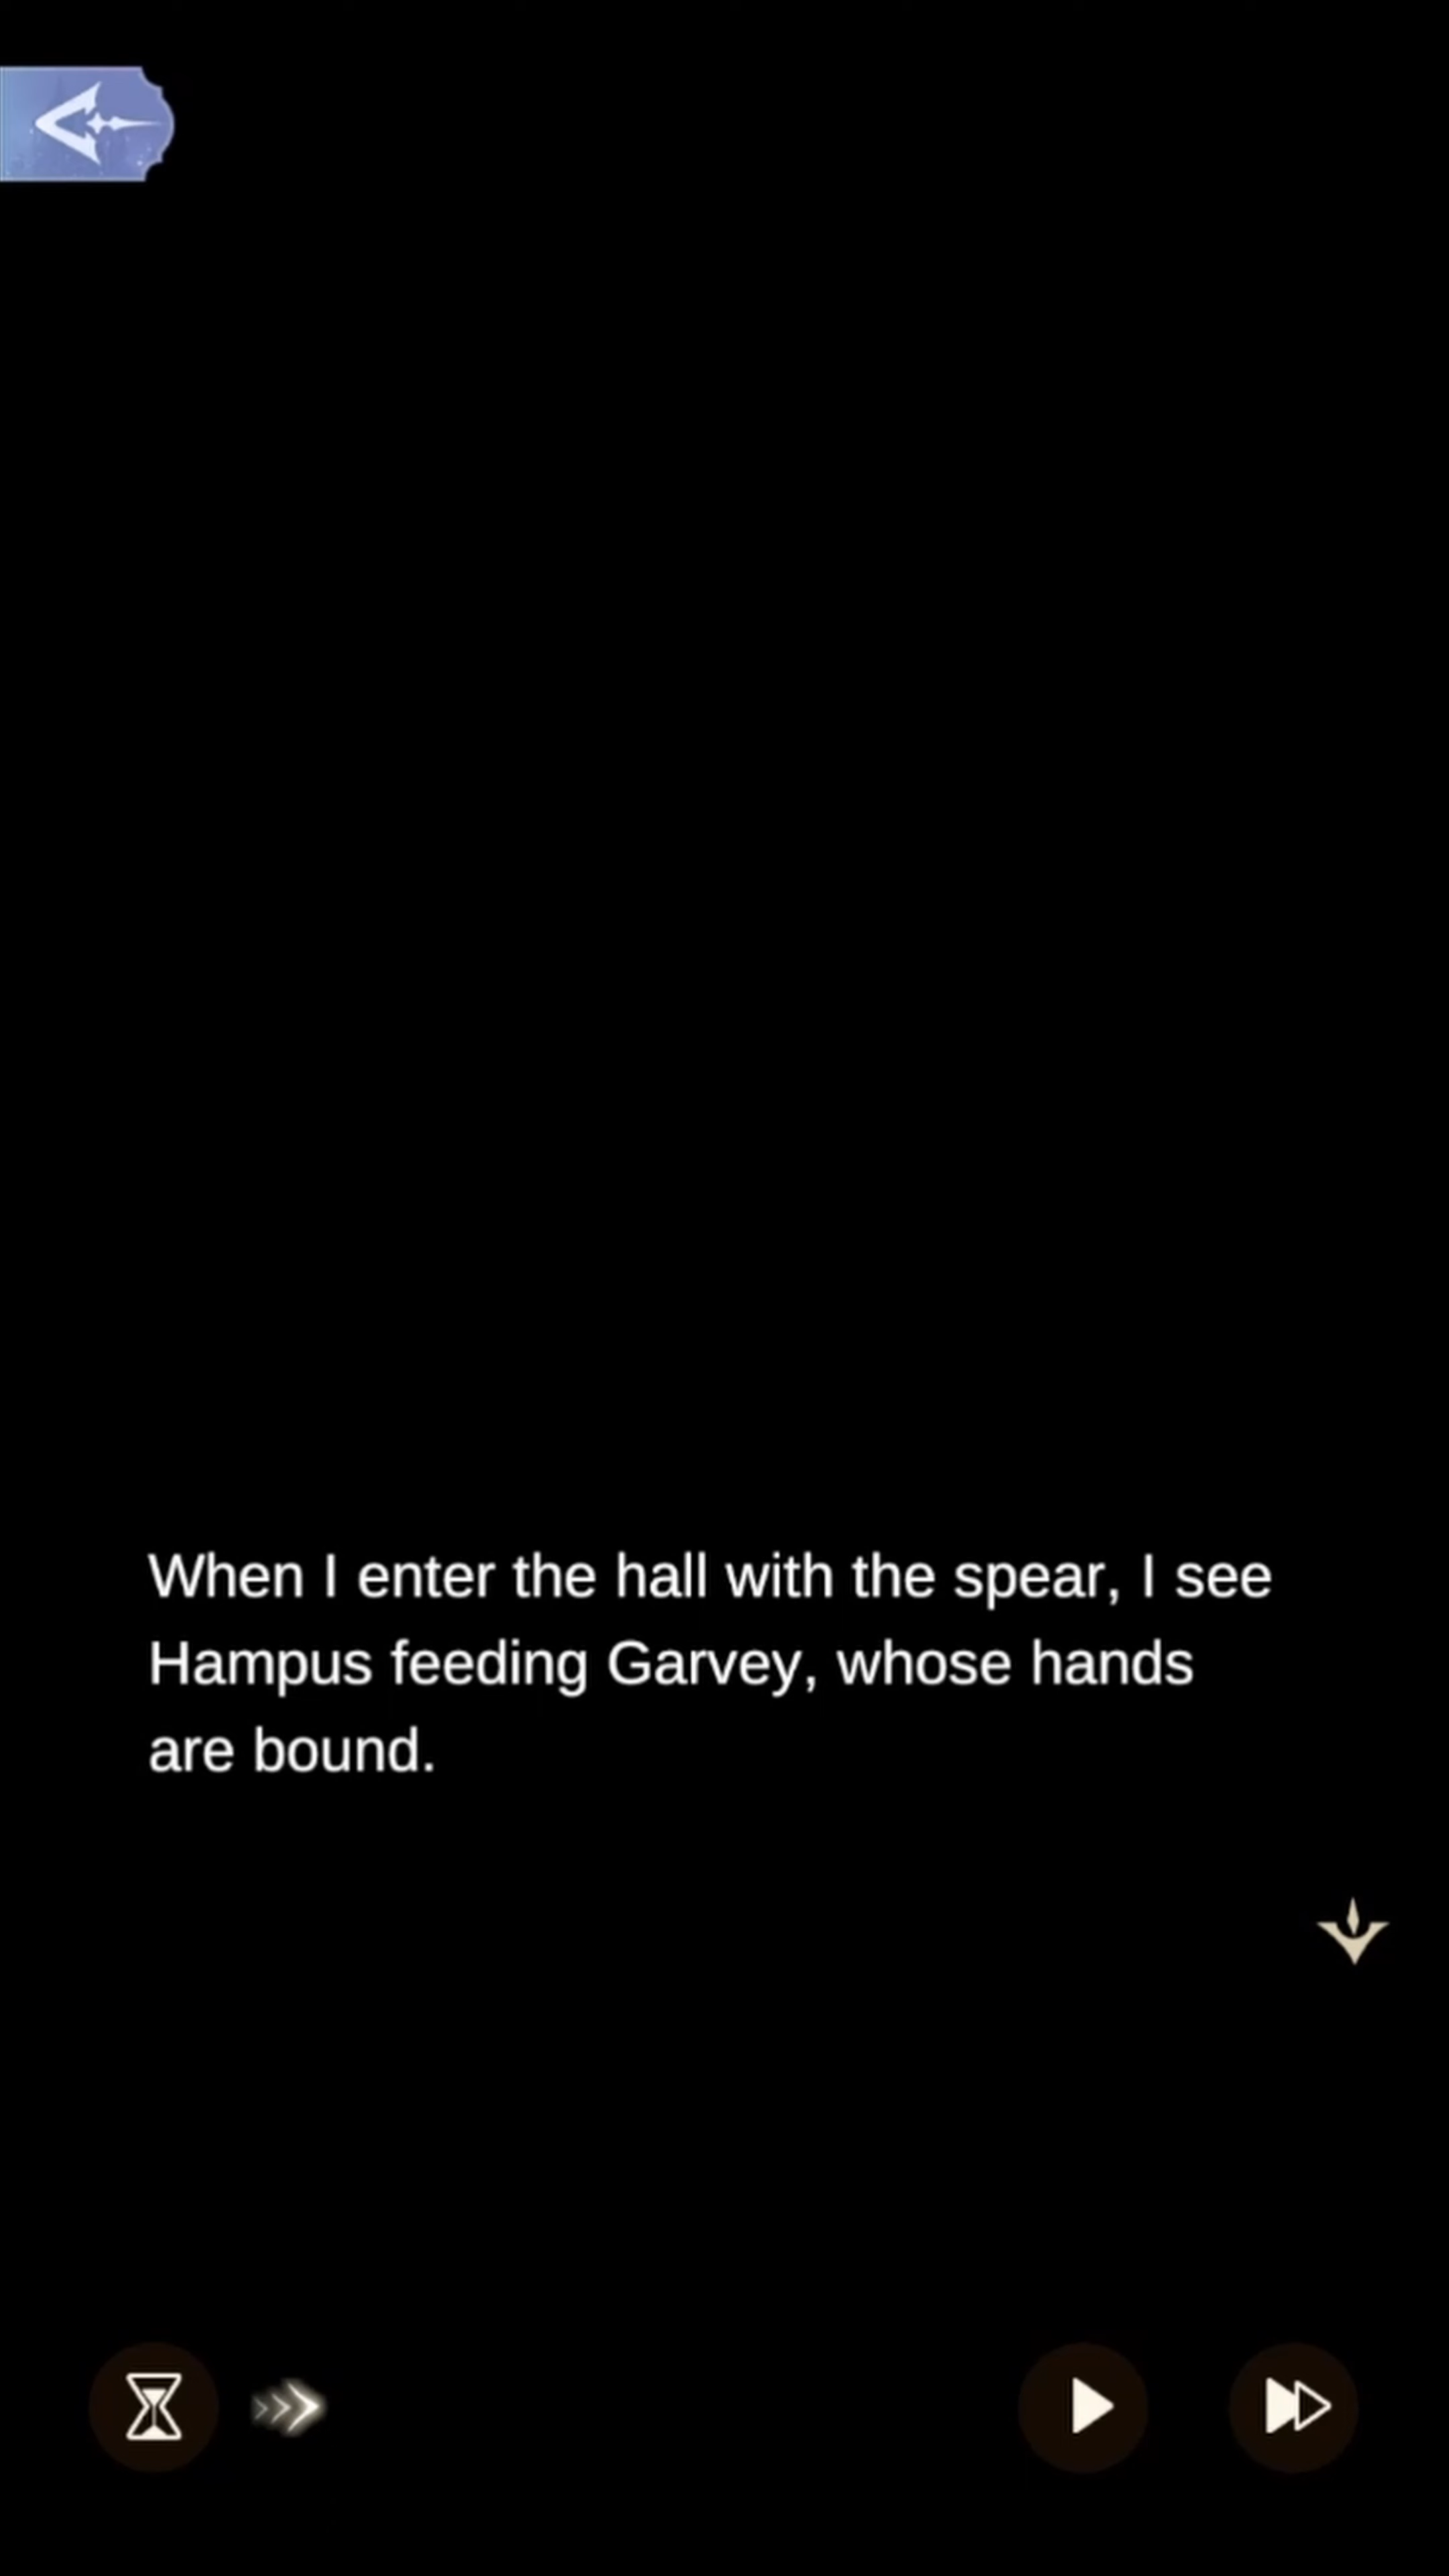 When I enter the hall with the spear, I see
Hampus feeding Garvey, whose hands
are bound.